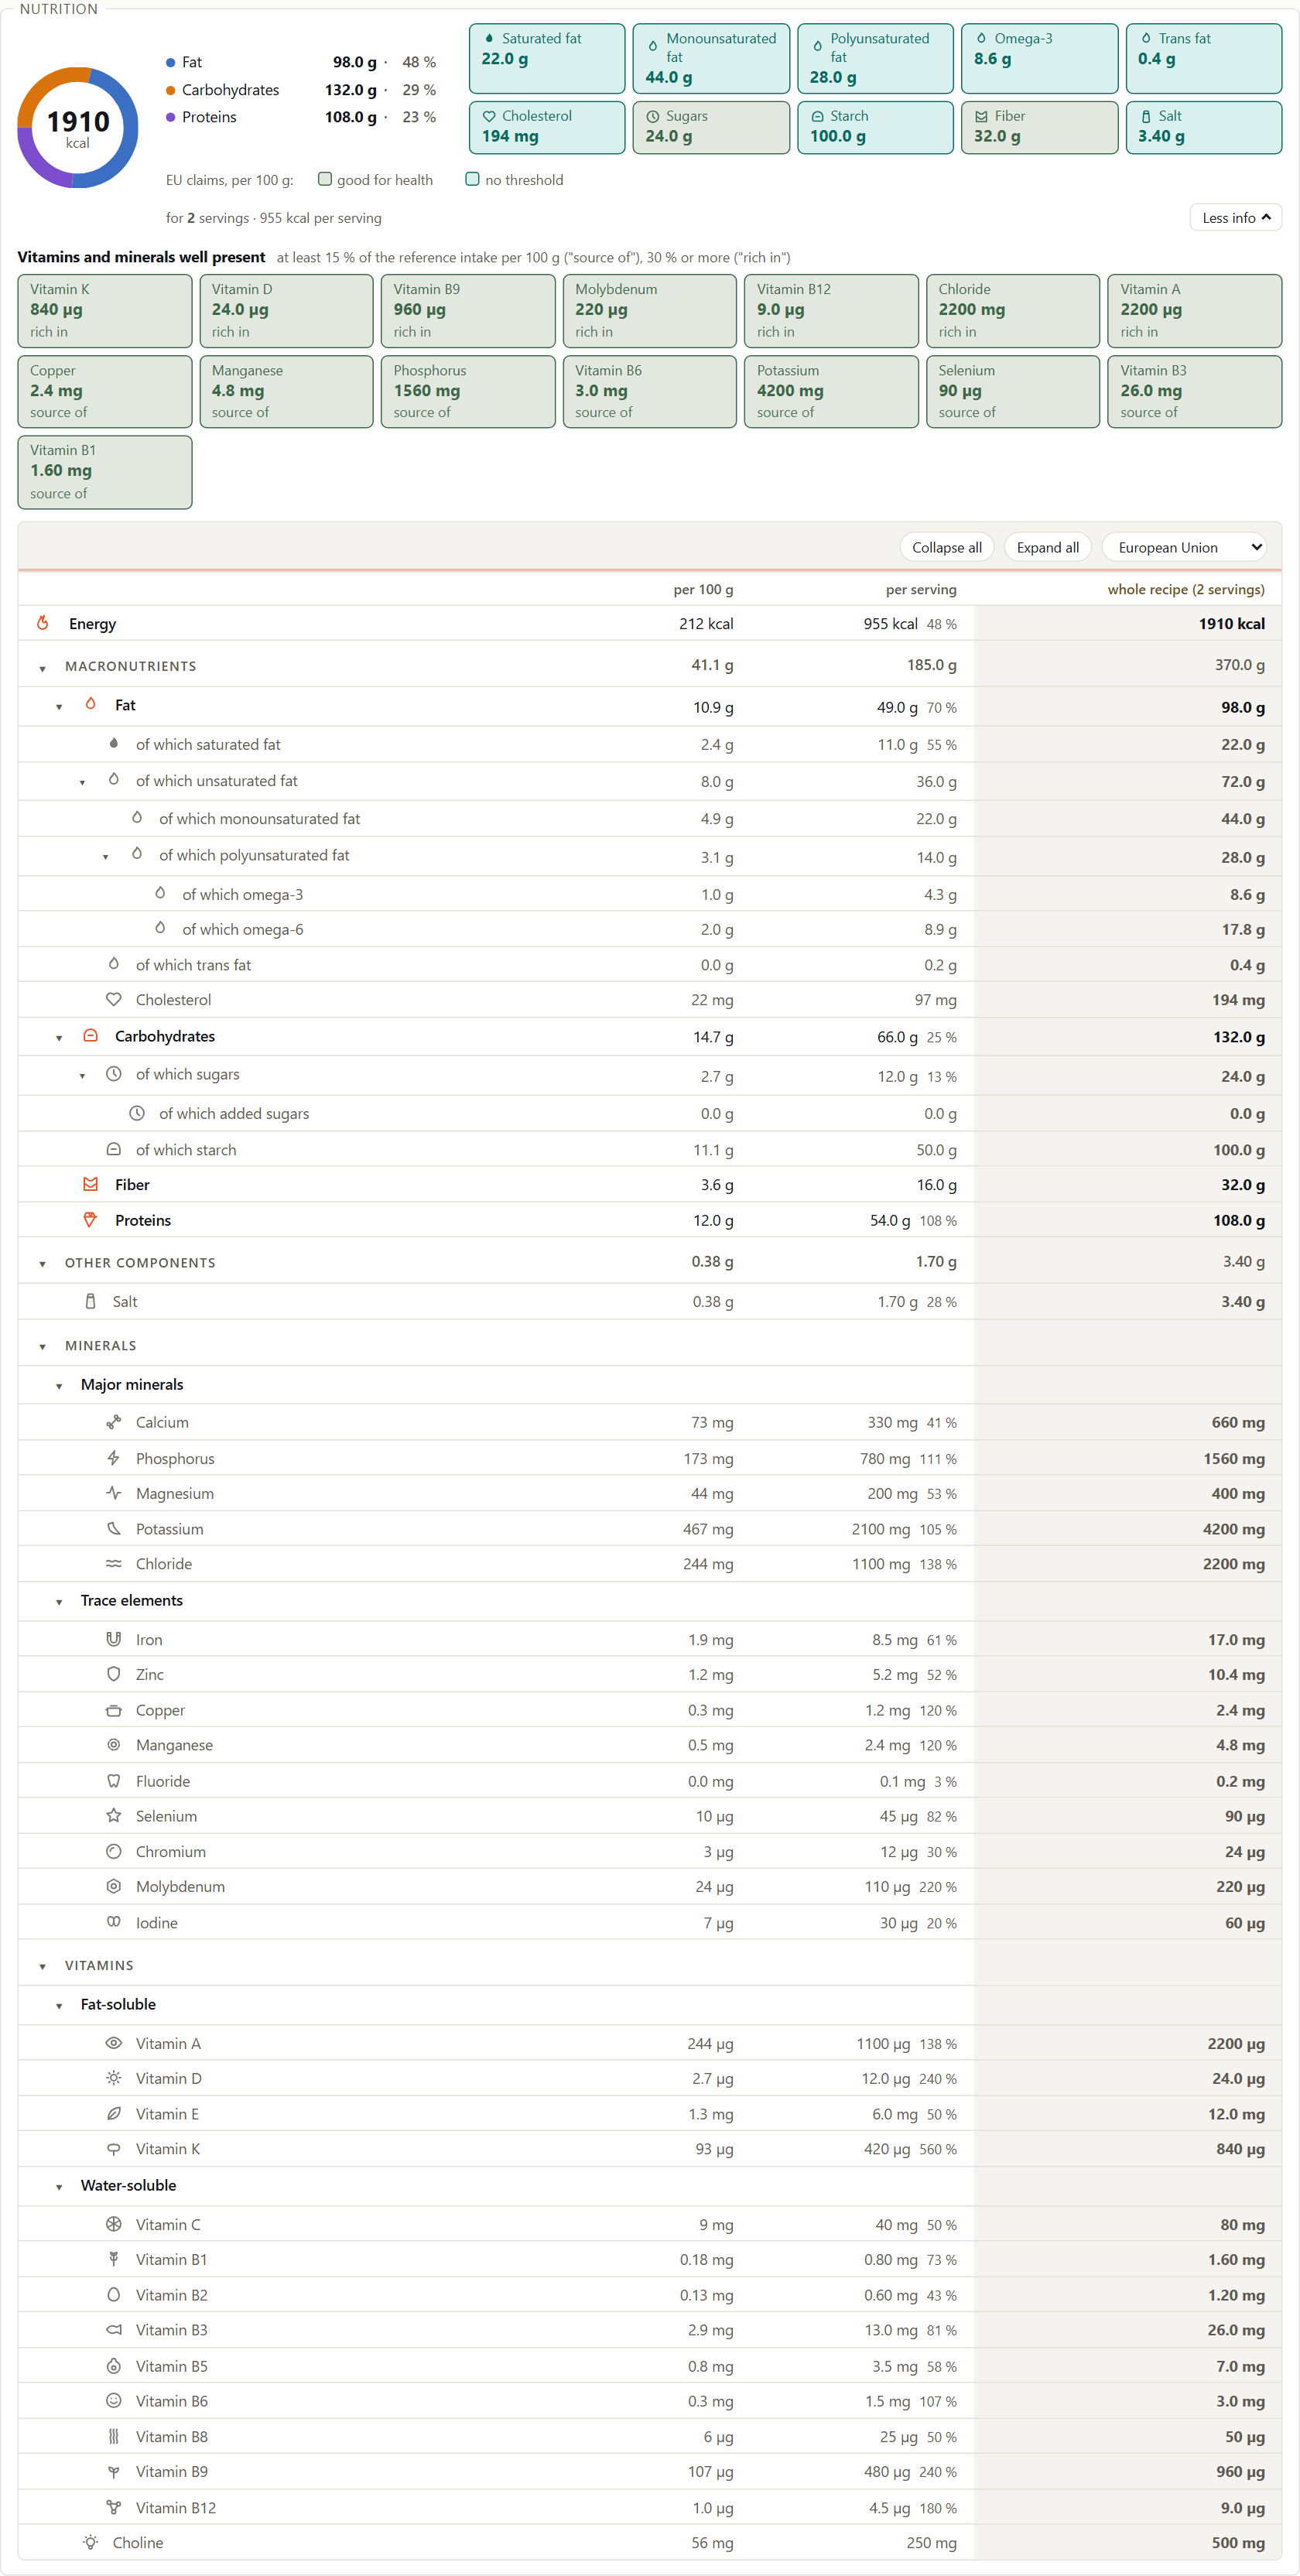 NUTRITION
1910
kcal
Fat 98.0 g · 48 %
Carbohydrates 132.0 g · 29 %
Proteins 108.0 g · 23 %
Saturated fat
22.0 g
Monounsaturated
fat
44.0 g
Polyunsaturated
fat
28.0 g
Omega-3
8.6 g
Trans fat
0.4 g
Cholesterol
194 mg
Sugars
24.0 g
Starch
100.0 g
Fiber
32.0 g
Salt
3.40 g
EU claims, per 100 g: good for health no threshold
for 2 servings · 955 kcal per serving
Less info
Vitamins and minerals well present at least 15 % of the reference intake per 100 g ("source of"), 30 % or more ("rich in")
Vitamin K
840 µg
rich in
Vitamin D
24.0 µg
rich in
Vitamin B9
960 µg
rich in
Molybdenum
220 µg
rich in
Vitamin B12
9.0 µg
rich in
Chloride
2200 mg
rich in
Vitamin A
2200 µg
rich in
Copper
2.4 mg
source of
Manganese
4.8 mg
source of
Phosphorus
1560 mg
source of
Vitamin B6
3.0 mg
source of
Potassium
4200 mg
source of
Selenium
90 µg
source of
Vitamin B3
26.0 mg
source of
Vitamin B1
1.60 mg
source of
Collapse all Expand all European Union
per 100 g per serving whole recipe (2 servings)
Energy 212 kcal 955 kcal 48 % 1910 kcal
MACRONUTRIENTS 41.1 g 185.0 g 370.0 g
Fat 10.9 g 49.0 g 70 % 98.0 g
of which saturated fat 2.4 g 11.0 g 55 % 22.0 g
of which unsaturated fat 8.0 g 36.0 g 72.0 g
of which monounsaturated fat 4.9 g 22.0 g 44.0 g
of which polyunsaturated fat 3.1 g 14.0 g 28.0 g
of which omega-3 1.0 g 4.3 g 8.6 g
of which omega-6 2.0 g 8.9 g 17.8 g
of which trans fat 0.0 g 0.2 g 0.4 g
Cholesterol 22 mg 97 mg 194 mg
Carbohydrates 14.7 g 66.0 g 25 % 132.0 g
of which sugars 2.7 g 12.0 g 13 % 24.0 g
of which added sugars 0.0 g 0.0 g 0.0 g
of which starch 11.1 g 50.0 g 100.0 g
Fiber 3.6 g 16.0 g 32.0 g
Proteins 12.0 g 54.0 g 108 % 108.0 g
OTHER COMPONENTS 0.38 g 1.70 g 3.40 g
Salt 0.38 g 1.70 g 28 % 3.40 g
MINERALS
Major minerals
Calcium 73 mg 330 mg 41 % 660 mg
Phosphorus 173 mg 780 mg 111 % 1560 mg
Magnesium 44 mg 200 mg 53 % 400 mg
Potassium 467 mg 2100 mg 105 % 4200 mg
Chloride 244 mg 1100 mg 138 % 2200 mg
Trace elements
Iron 1.9 mg 8.5 mg 61 % 17.0 mg
Zinc 1.2 mg 5.2 mg 52 % 10.4 mg
Copper 0.3 mg 1.2 mg 120 % 2.4 mg
Manganese 0.5 mg 2.4 mg 120 % 4.8 mg
Fluoride 0.0 mg 0.1 mg 3 % 0.2 mg
Selenium 10 µg 45 µg 82 % 90 µg
Chromium 3 µg 12 µg 30 % 24 µg
Molybdenum 24 µg 110 µg 220 % 220 µg
Iodine 7 µg 30 µg 20 % 60 µg
VITAMINS
Fat-soluble
Vitamin A 244 µg 1100 µg 138 % 2200 µg
Vitamin D 2.7 µg 12.0 µg 240 % 24.0 µg
Vitamin E 1.3 mg 6.0 mg 50 % 12.0 mg
Vitamin K 93 µg 420 µg 560 % 840 µg
Water-soluble
Vitamin C 9 mg 40 mg 50 % 80 mg
Vitamin B1 0.18 mg 0.80 mg 73 % 1.60 mg
Vitamin B2 0.13 mg 0.60 mg 43 % 1.20 mg
Vitamin B3 2.9 mg 13.0 mg 81 % 26.0 mg
Vitamin B5 0.8 mg 3.5 mg 58 % 7.0 mg
Vitamin B6 0.3 mg 1.5 mg 107 % 3.0 mg
Vitamin B8 6 µg 25 µg 50 % 50 µg
Vitamin B9 107 µg 480 µg 240 % 960 µg
Vitamin B12 1.0 µg 4.5 µg 180 % 9.0 µg
Choline 56 mg 250 mg 500 mg